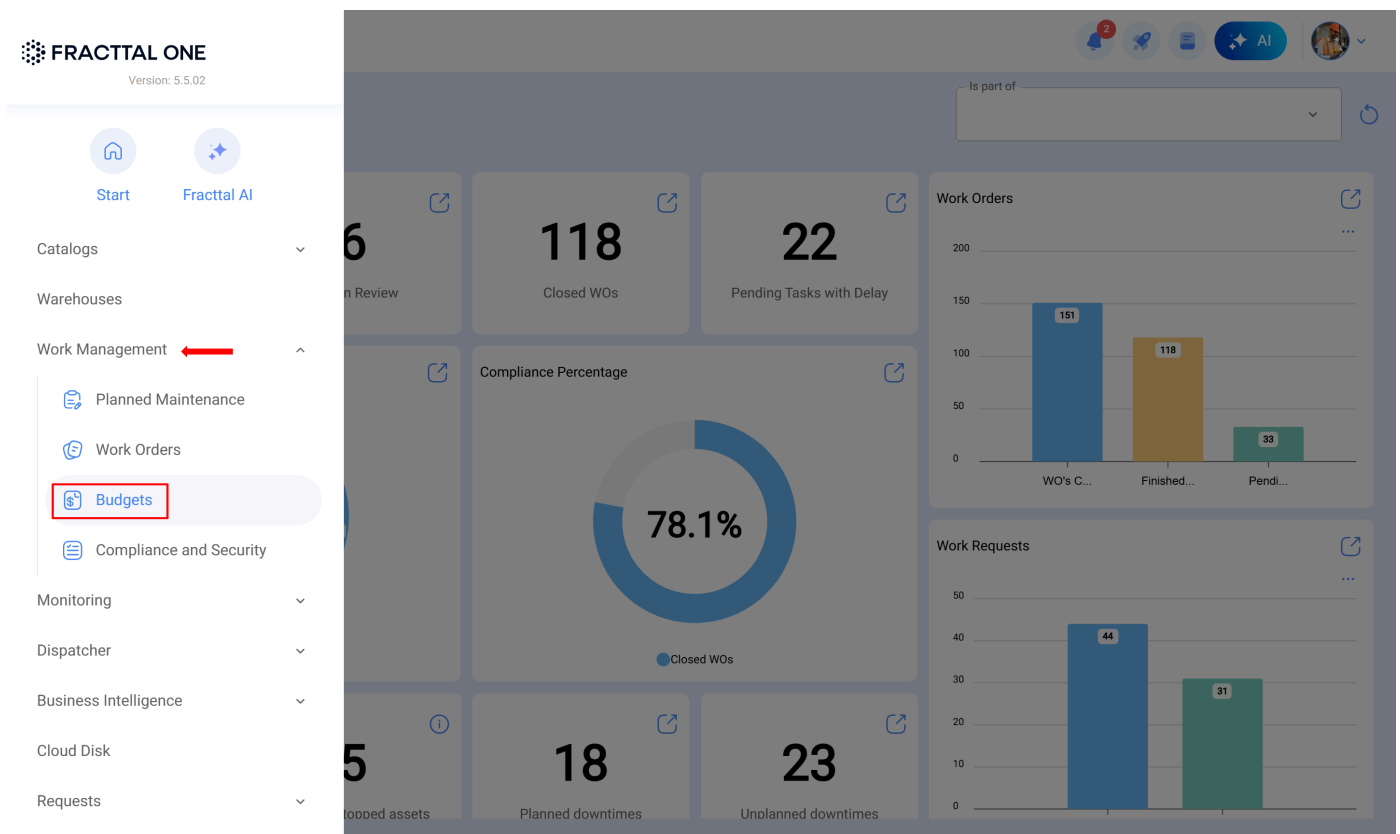 FRACTTAL ONE
Version: 5.5.02
Start
Fracttal AI
Catalogs
Warehouses
Work Management
Planned Maintenance
Work Orders
Budgets
Compliance and Security
Monitoring
Dispatcher
Business Intelligence
Cloud Disk
Requests
2
AI
Is part of
6
n Review
118
Closed WOs
22
Pending Tasks with Delay
Work Orders
...
200
150
100
50
0
151
118
33
WO's C...
Finished...
Pendi...
Compliance Percentage
78.1%
Closed WOs
Work Requests
...
50
40
30
20
10
0
44
31
5
topped assets
18
Planned downtimes
23
Unplanned downtimes